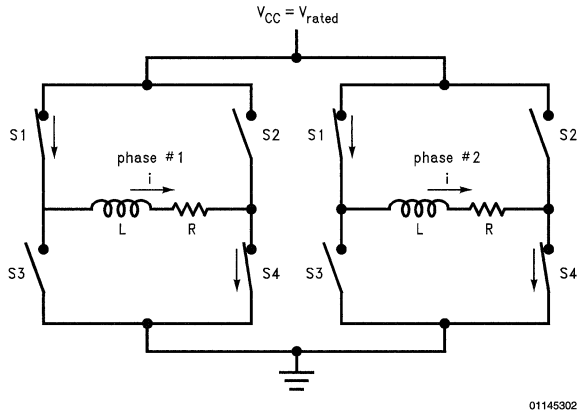 VCC = Vrated
S1
S2
S1
S2
phase #1
phase #2
i
i
L
R
L
R
S3
S4
S3
S4
01145302